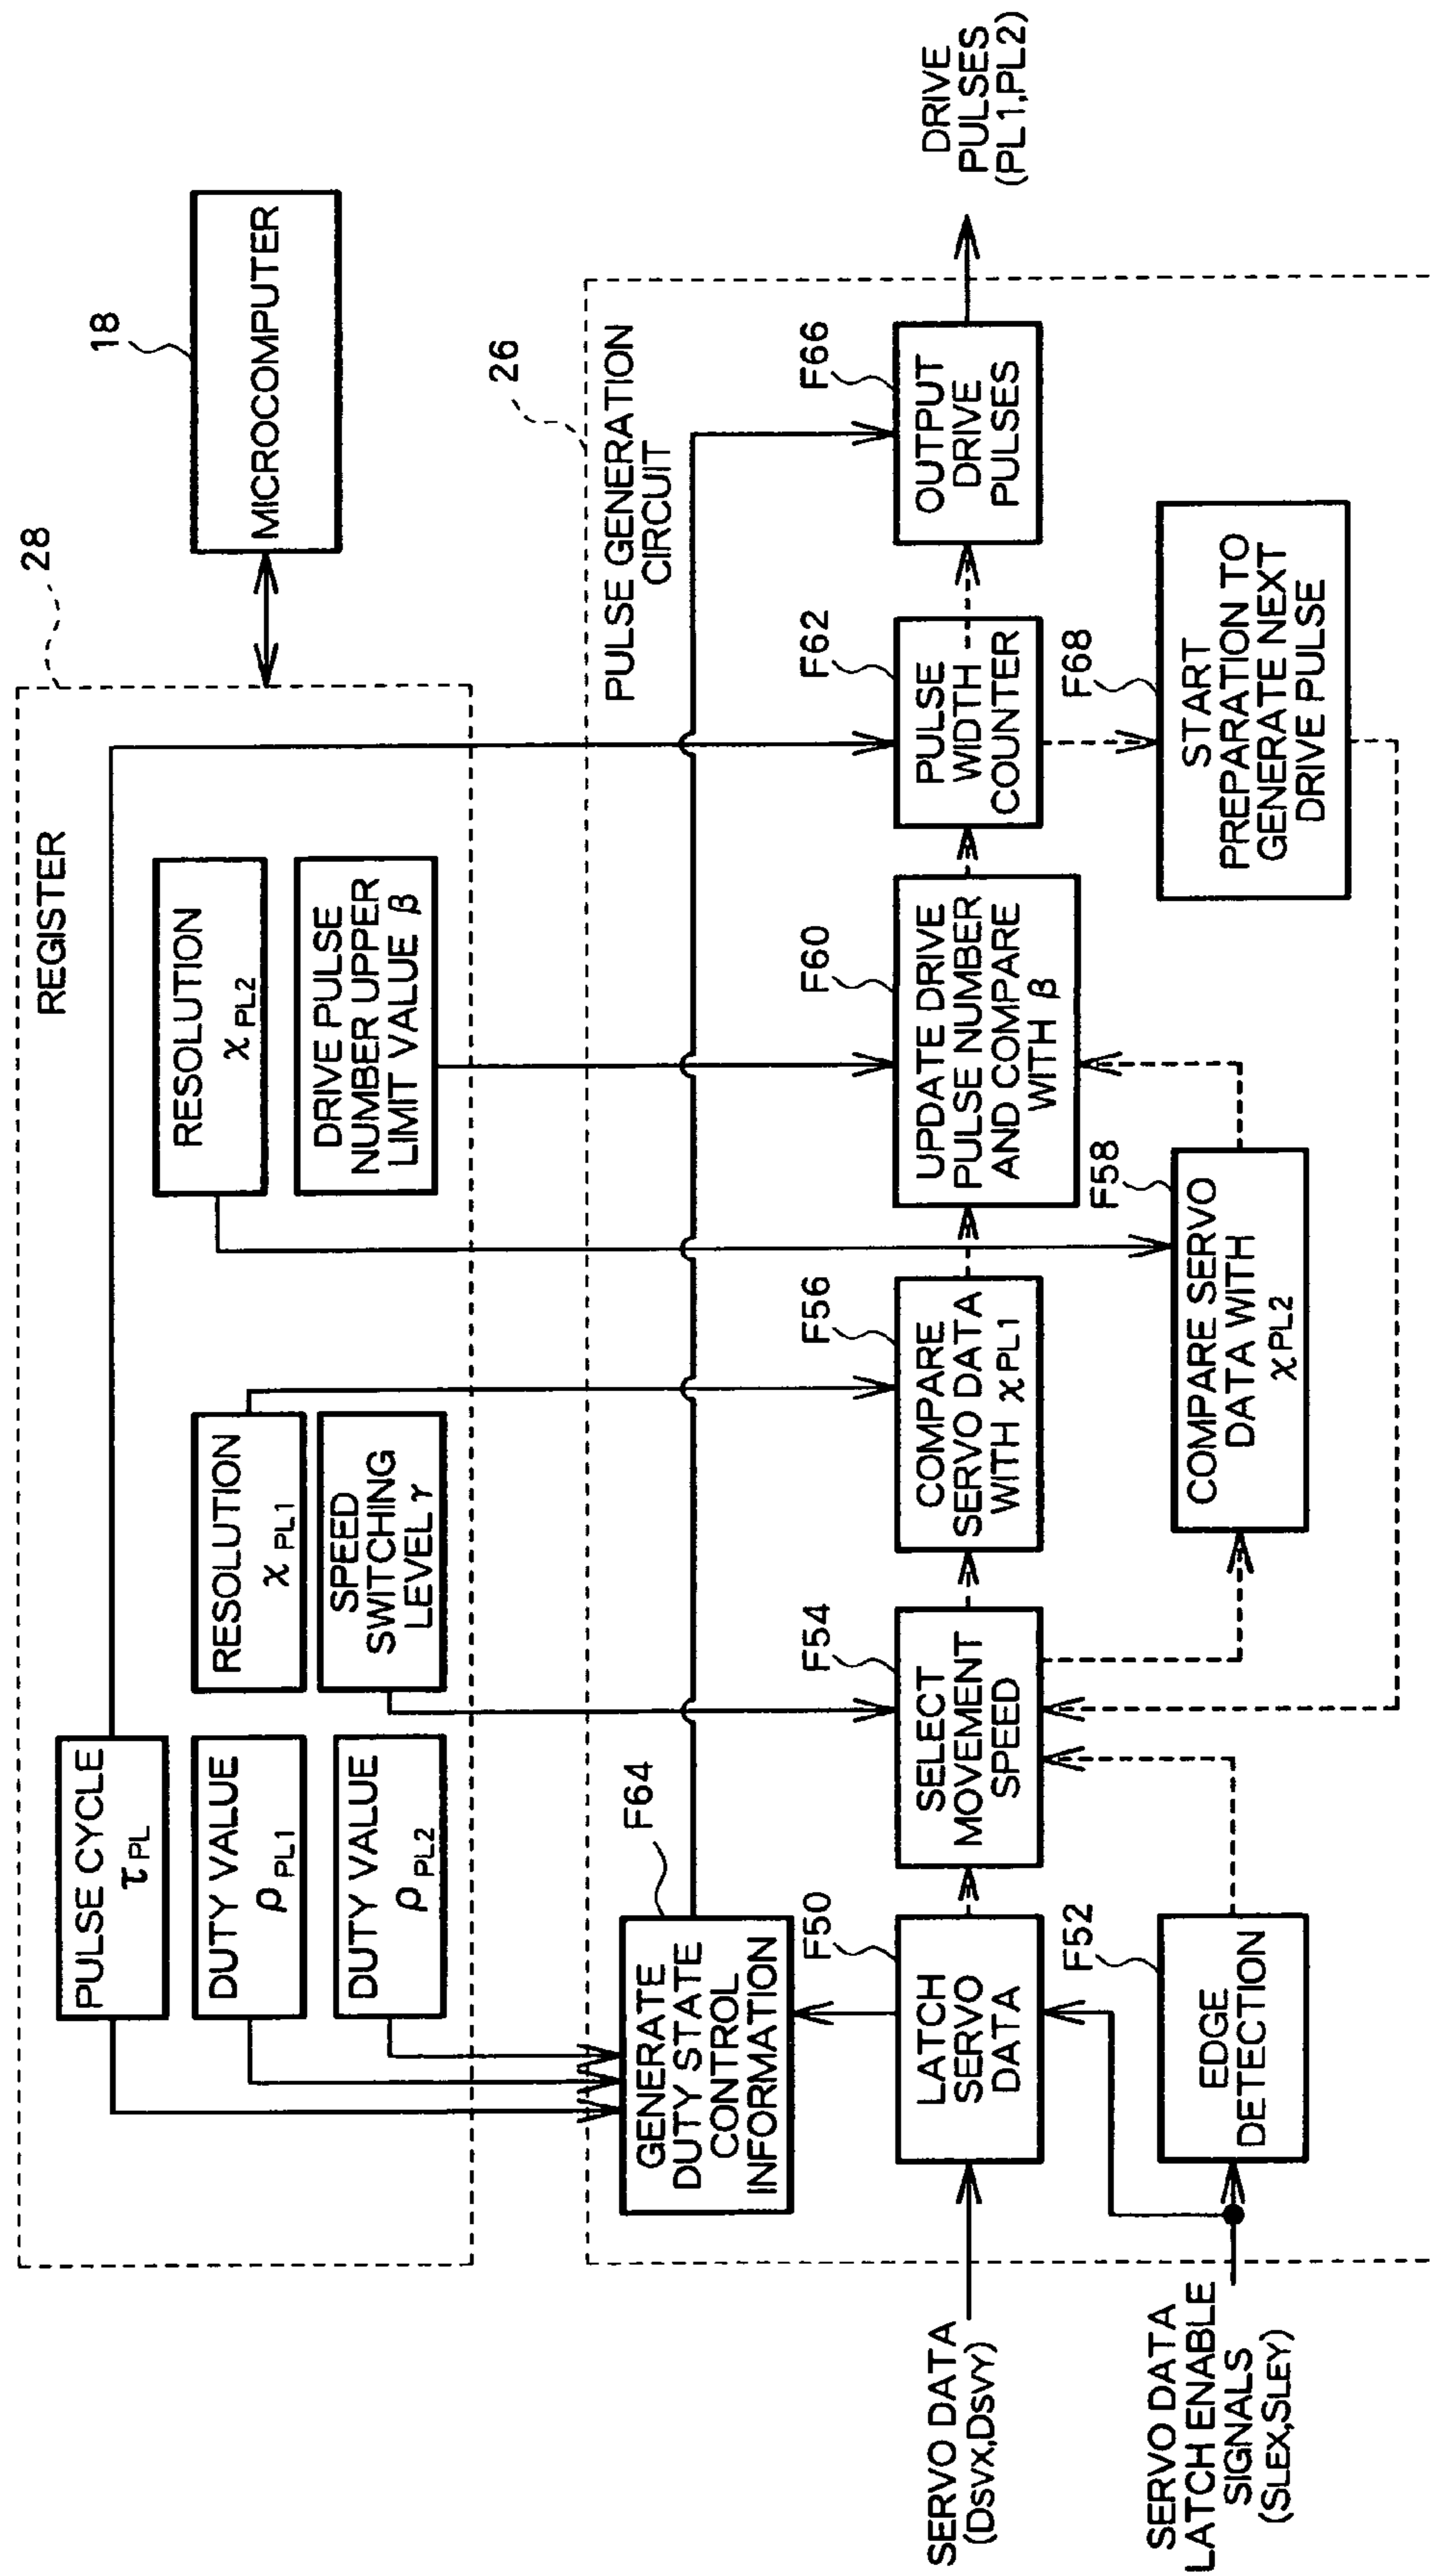 28
REGISTER
PULSE CYCLE
τPL
DUTY VALUE
ρPL1
DUTY VALUE
ρPL2
RESOLUTION
χPL1
SPEED
SWITCHING
LEVEL γ
RESOLUTION
χPL2
DRIVE PULSE
NUMBER UPPER
LIMIT VALUE β
18
MICROCOMPUTER
26
PULSE GENERATION
CIRCUIT
F64
GENERATE
DUTY STATE
CONTROL
INFORMATION
SERVO DATA
(DSVX,DSVY)
F50
LATCH
SERVO
DATA
F54
SELECT
MOVEMENT
SPEED
F56
COMPARE
SERVO DATA
WITH χPL1
F60
UPDATE DRIVE
PULSE NUMBER
AND COMPARE
WITH β
F62
PULSE
WIDTH
COUNTER
F66
OUTPUT
DRIVE
PULSES
DRIVE
PULSES
(PL1,PL2)
SERVO DATA
LATCH ENABLE
SIGNALS
(SLEX,SLEY)
F52
EDGE
DETECTION
F58
COMPARE SERVO
DATA WITH
χPL2
F68
START
PREPARATION TO
GENERATE NEXT
DRIVE PULSE